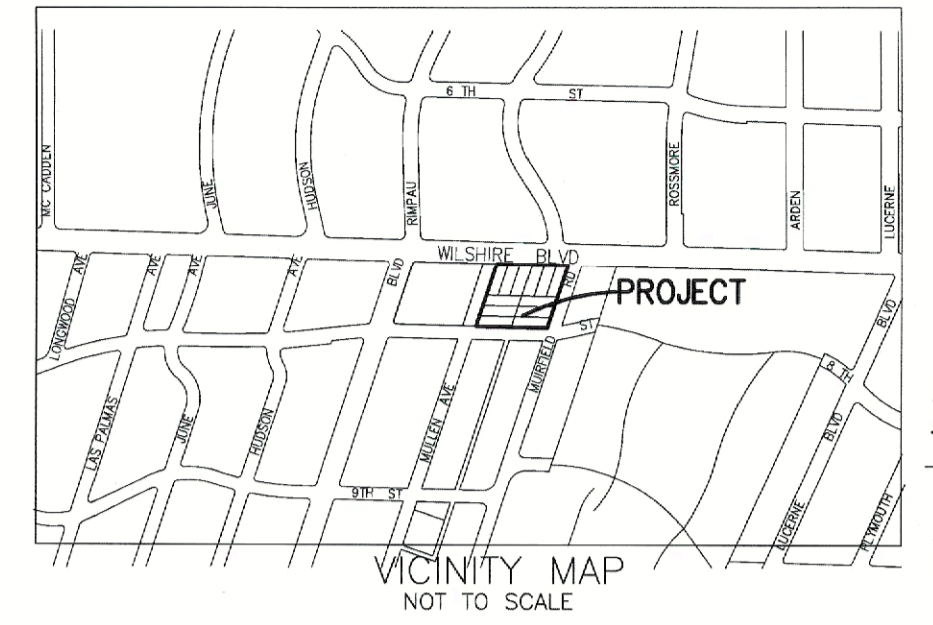 6 TH ST
MC CADDEN
JUNE
HUDSON
RIMPAU
ROSSMORE
ARDEN
LUCERNE
WILSHIRE BLVD
AVE
AVE
AVE
AVE
BLVD
RD
PROJECT
LONGWOOD
ST
BLVD
MUIRFIELD
8 TH
LAS PALMAS
JUNE
HUDSON
MULLEN AVE
BLVD
9TH ST
LUCERNE
PLYMOUTH
VICINITY MAP
NOT TO SCALE